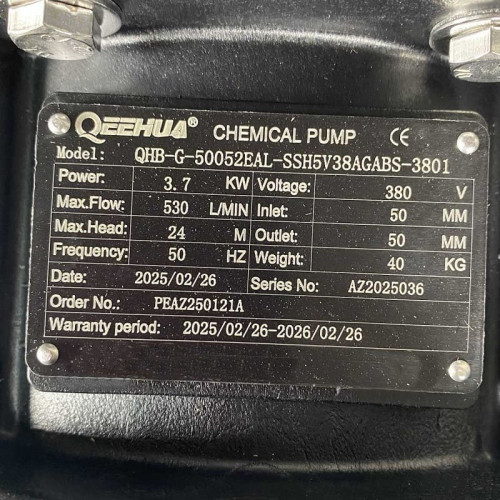 QEEHUA® CHEMICAL PUMP CE
Model: QHB-G-50052EAL-SSH5V38AGABS-3801
Power: 3.7 KW Voltage: 380 V
Max.Flow: 530 L/MIN Inlet: 50 MM
Max.Head: 24 M Outlet: 50 MM
Frequency: 50 HZ Weight: 40 KG
Date: 2025/02/26 Series No.: AZ2025036
Order No.: PEAZ250121A
Warranty period: 2025/02/26-2026/02/26